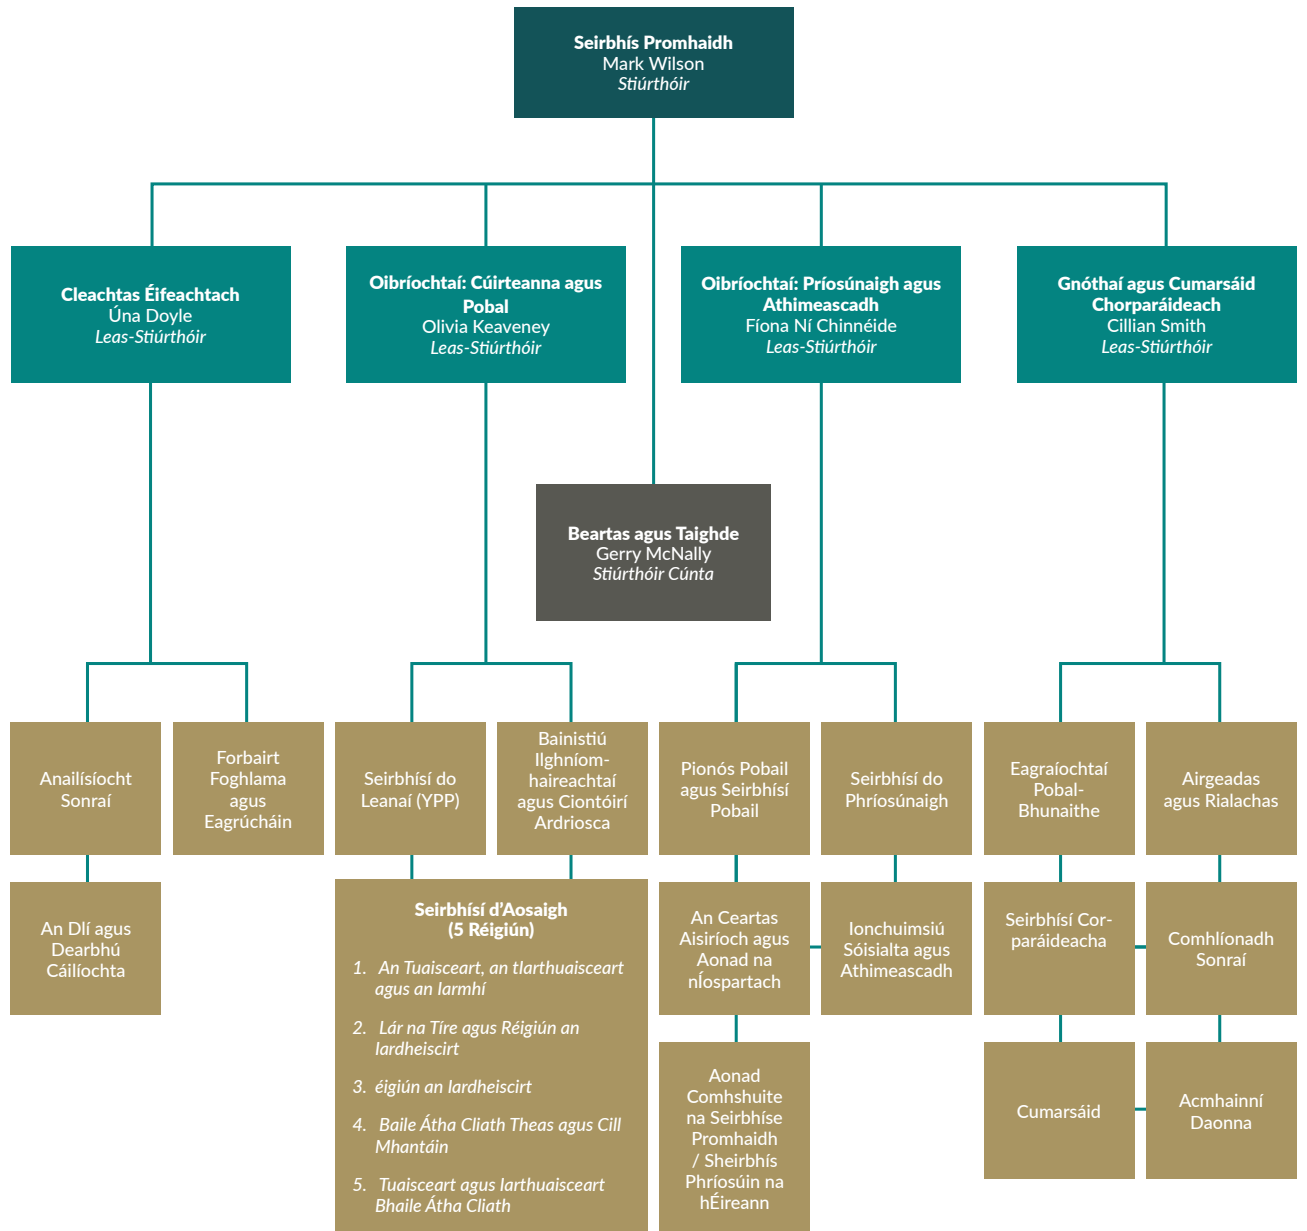 Seirbhís Promhaidh
Mark Wilson
Stiúrthóir
Cleachtas Éifeachtach
Úna Doyle
Leas-Stiúrthóir
Oibríochtaí: Cúirteanna agus
Pobal
Olivia Keaveney
Leas-Stiúrthóir
Oibríochtaí: Príosúnaigh agus
Athimeascadh
Fíona Ní Chinnéide
Leas-Stiúrthóir
Gnóthaí agus Cumarsáid
Chorparáideach
Cillian Smith
Leas-Stiúrthóir
Beartas agus Taighde
Gerry McNally
Stiúrthóir Cúnta
Anailísíocht
Sonraí
Forbairt
Foghlama
agus
Eagrúcháin
Seirbhísí do
Leanaí (YPP)
Bainistiú
Ilghníom-
haireachtaí
agus Ciontóirí
Ardriosca
Pionós Pobail
agus Seirbhísí
Pobail
Seirbhísí do
Phríosúnaigh
Eagraíochtaí
Pobal-
Bhunaithe
Airgeadas
agus Rialachas
An Dlí agus
Dearbhú
Cáilíochta
Seirbhísí d'Aosaigh
(5 Réigiún)
1. An Tuaisceart, an tIarthuaisceart
agus an Iarmhí
2. Lár na Tíre agus Réigiún an
Iardheiscirt
3. éigiún an Iardheiscirt
4. Baile Átha Cliath Theas agus Cill
Mhantáin
5. Tuaisceart agus Iarthuaisceart
Bhaile Átha Cliath
An Ceartas
Aisiríoch agus
Aonad na
nÍospartach
Ionchuimsiú
Sóisialta agus
Athimeascadh
Seirbhísí Cor-
paráideacha
Comhlíonadh
Sonraí
Aonad
Comhshuite
na Seirbhíse
Promhaidh
/ Sheirbhís
Phríosúin na
hÉireann
Cumarsáid
Acmhainní
Daonna